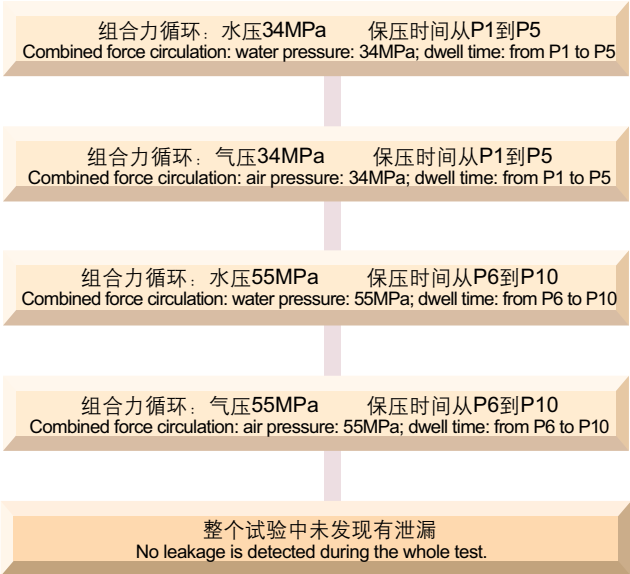 组合力循环：水压34MPa 保压时间从P1到P5
Combined force circulation: water pressure: 34MPa; dwell time: from P1 to P5
组合力循环：气压34MPa 保压时间从P1到P5
Combined force circulation: air pressure: 34MPa; dwell time: from P1 to P5
组合力循环：水压55MPa 保压时间从P6到P10
Combined force circulation: water pressure: 55MPa; dwell time: from P6 to P10
组合力循环：气压55MPa 保压时间从P6到P10
Combined force circulation: air pressure: 55MPa; dwell time: from P6 to P10
整个试验中未发现有泄漏
No leakage is detected during the whole test.